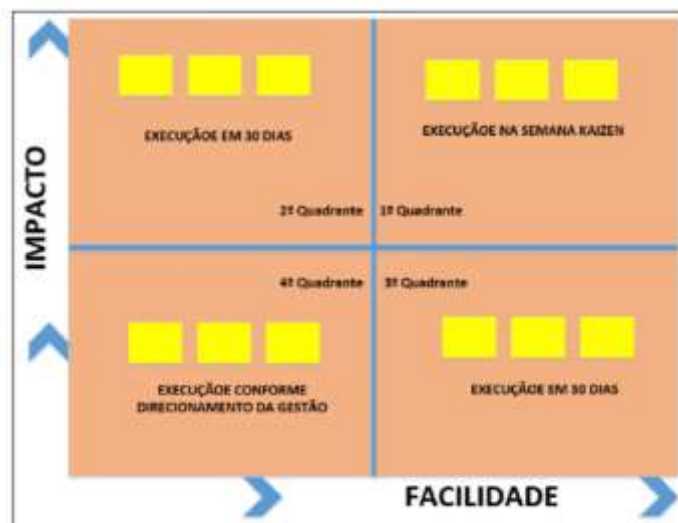 IMPACTO
EXECUÇÃOE EM 30 DIAS
EXECUÇÃOE NA SEMANA KAIZEN
2º Quadrante
1º Quadrante
4º Quadrante
3º Quadrante
EXECUÇÃOE CONFORME
DIRECIONAMENTO DA GESTÃO
EXECUÇÃOE EM 30 DIAS
FACILIDADE